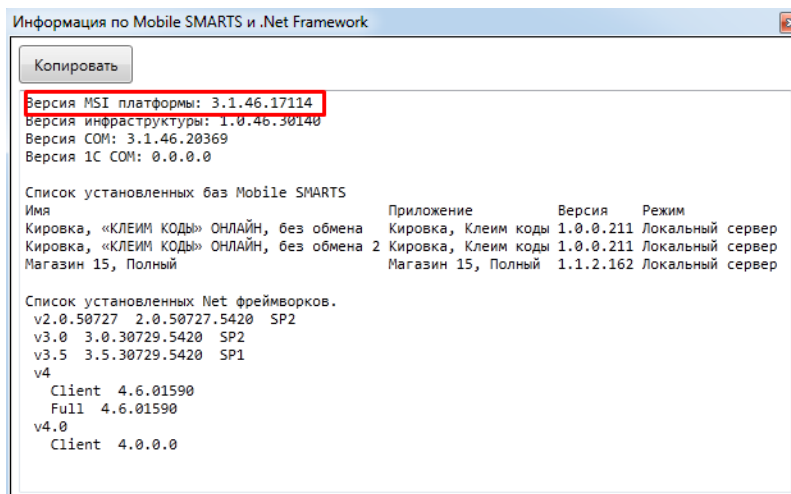 Информация по Mobile SMARTS и .Net Framework
Копировать
Версия MSI платформы: 3.1.46.17114
Версия инфраструктуры: 1.0.46.30140
Версия COM: 3.1.46.20369
Версия 1С COM: 0.0.0.0
Список установленных баз Mobile SMARTS
Имя Приложение Версия Режим
Кировка, «КЛЕИМ КОДЫ» ОНЛАЙН, без обмена Кировка, Клеим коды 1.0.0.211 Локальный сервер
Кировка, «КЛЕИМ КОДЫ» ОНЛАЙН, без обмена 2 Кировка, Клеим коды 1.0.0.211 Локальный сервер
Магазин 15, Полный Магазин 15, Полный 1.1.2.162 Локальный сервер
Список установленных Net фреймворков.
v2.0.50727 2.0.50727.5420 SP2
v3.0 3.0.30729.5420 SP2
v3.5 3.5.30729.5420 SP1
v4
Client 4.6.01590
Full 4.6.01590
v4.0
Client 4.0.0.0